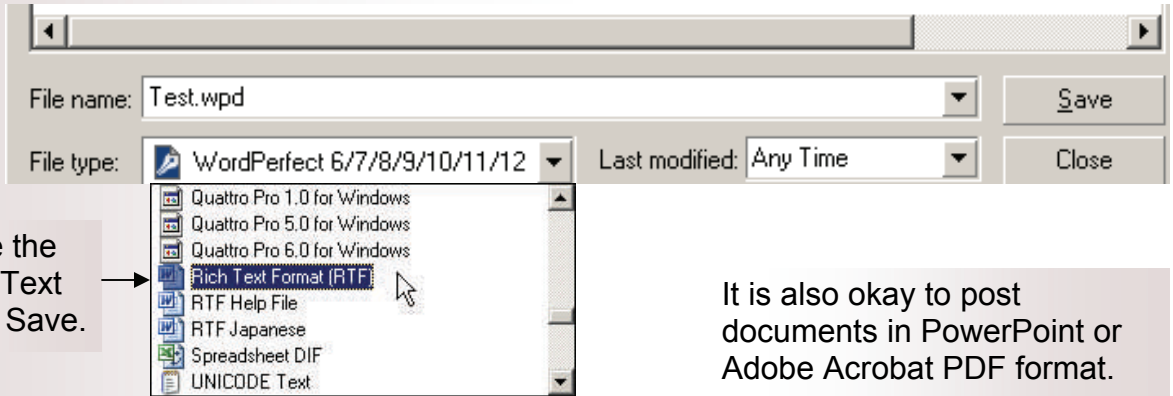 File name: Test.wpd Save
File type: WordPerfect 6/7/8/9/10/11/12 Last modified: Any Time Close
Quattro Pro 1.0 for Windows
Quattro Pro 5.0 for Windows
Quattro Pro 6.0 for Windows
Rich Text Format (RTF)
RTF Help File
RTF Japanese
Spreadsheet DIF
UNICODE Text
the
Text
Save.
It is also okay to post
documents in PowerPoint or
Adobe Acrobat PDF format.